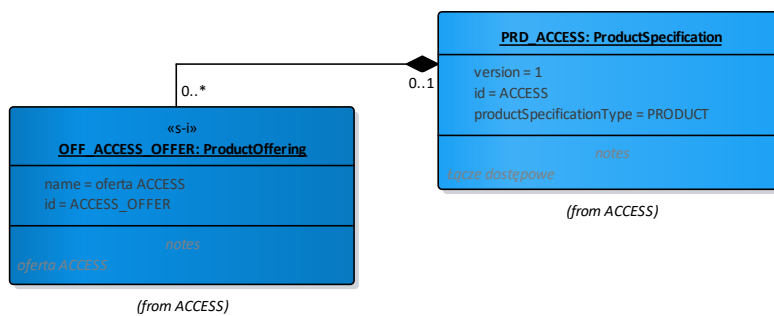 PRD_ACCESS: ProductSpecification
version = 1
id = ACCESS
productSpecificationType = PRODUCT
notes
Łącze dostępowe
(from ACCESS)
0..1
0..*
«s-i»
OFF_ACCESS_OFFER: ProductOffering
name = oferta ACCESS
id = ACCESS_OFFER
notes
oferta ACCESS
(from ACCESS)